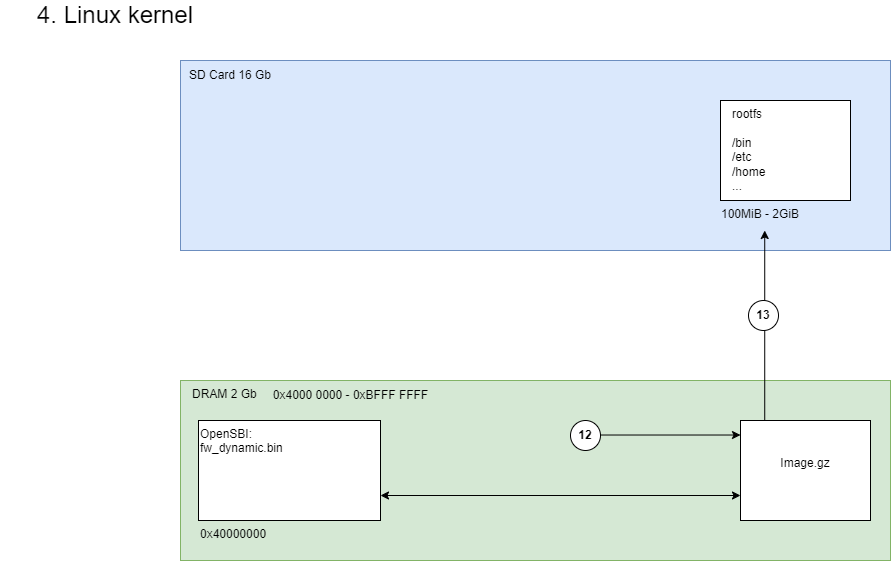 4. Linux kernel
SD Card 16 Gb
rootfs
/bin
/etc
/home
...
100MiB - 2GiB
13
DRAM 2 Gb 0x4000 0000 - 0xBFFF FFFF
OpenSBI:
fw_dynamic.bin
12
Image.gz
0x40000000